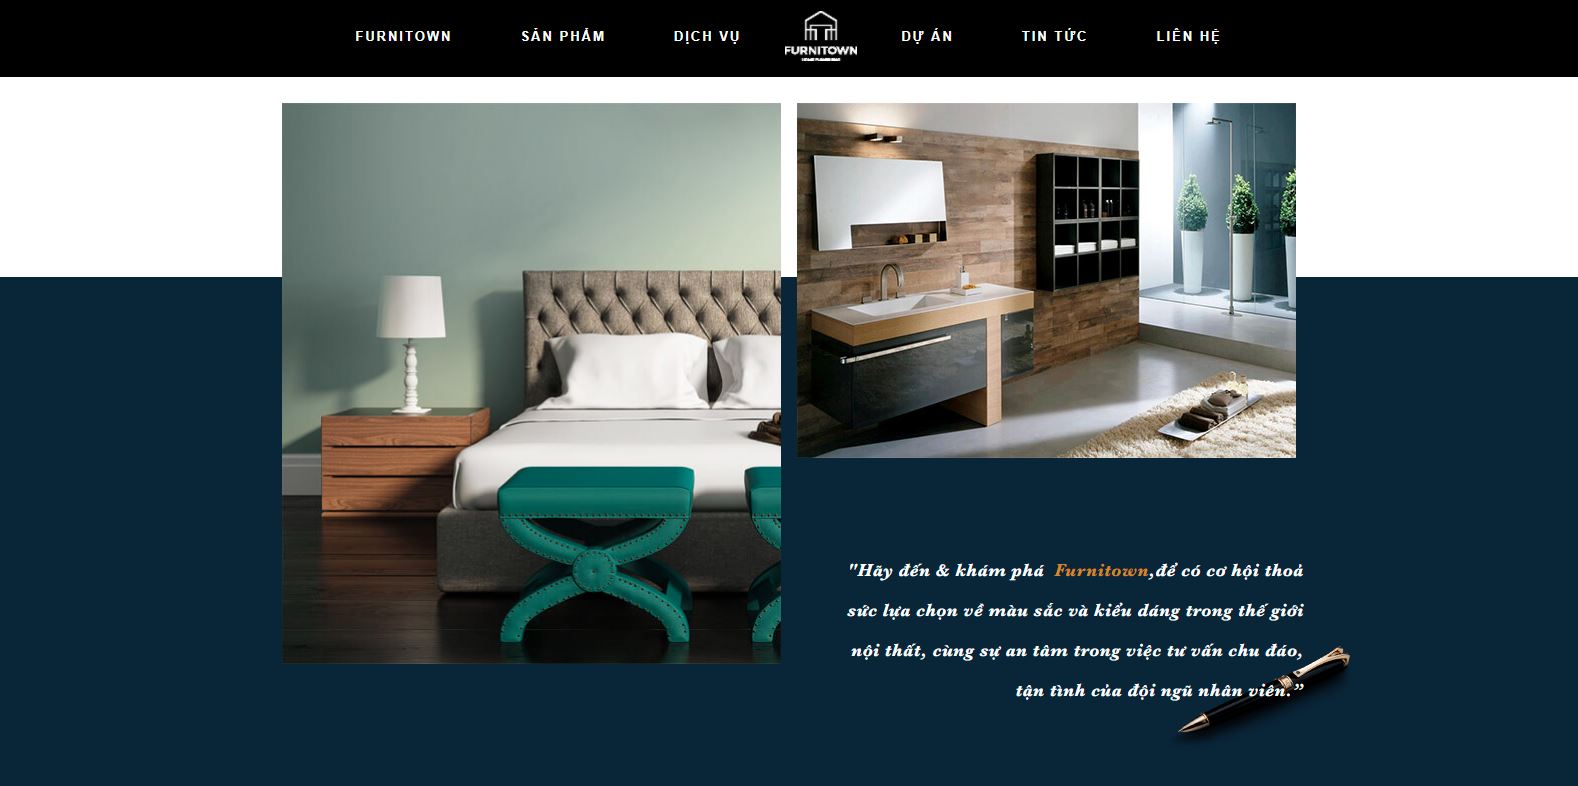 FURNITOWN
SẢN PHẨM
DỊCH VỤ
FURNITOWN
DỰ ÁN
TIN TỨC
LIÊN HỆ
"Hãy đến & khám phá Furnitown,để có cơ hội thoả
sức lựa chọn về màu sắc và kiểu dáng trong thế giới
nội thất, cùng sự an tâm trong việc tư vấn chu đáo,
tận tình của đội ngũ nhân viên.”